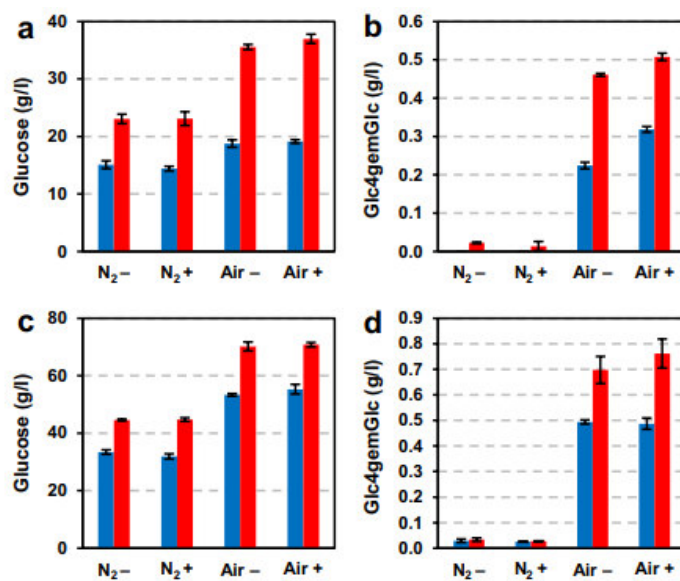 a
Glucose (g/l)
40
30
20
10
0
N₂ – N₂ + Air – Air +
b
Glc4gemGlc (g/l)
0.6
0.5
0.4
0.3
0.2
0.1
0.0
N₂ – N₂ + Air – Air +
c
Glucose (g/l)
80
60
40
20
0
N₂ – N₂ + Air – Air +
d
Glc4gemGlc (g/l)
0.9
0.8
0.7
0.6
0.5
0.4
0.3
0.2
0.1
0.0
N₂ – N₂ + Air – Air +